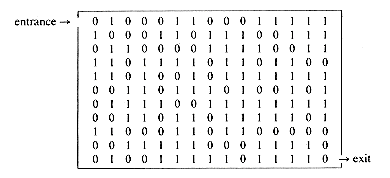 entrance → 0 1 0 0 0 1 1 0 0 0 1 1 1 1 1
1 0 0 0 1 1 0 1 1 1 0 0 1 1 1
0 1 1 0 0 0 0 1 1 1 1 0 0 1 1
1 1 0 1 1 1 1 0 1 1 0 1 1 0 0
1 1 0 1 0 0 1 0 1 1 1 1 1 1 1
0 0 1 1 0 1 1 1 0 1 0 0 1 0 1
0 1 1 1 1 0 0 1 1 1 1 1 1 1 1
0 0 1 1 0 1 1 0 1 1 1 1 1 0 1
1 1 0 0 0 1 1 0 1 1 0 0 0 0 0
0 0 1 1 1 1 1 0 0 0 1 1 1 1 0
0 1 0 0 1 1 1 1 1 0 1 1 1 1 0 → exit